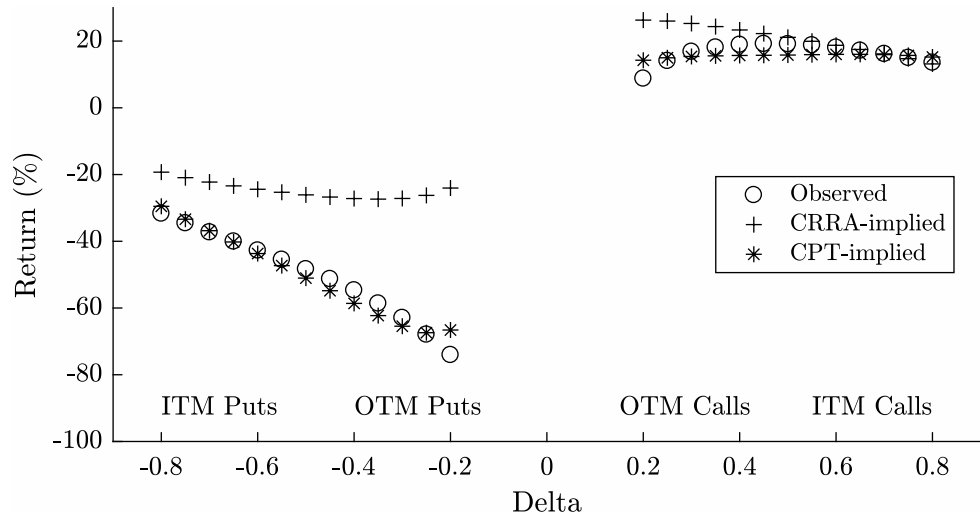 20
0
-20
-40
-60
-80
-100
Return (%)
Observed
CRRA-implied
CPT-implied
ITM Puts
OTM Puts
OTM Calls
ITM Calls
-0.8
-0.6
-0.4
-0.2
0
0.2
0.4
0.6
0.8
Delta